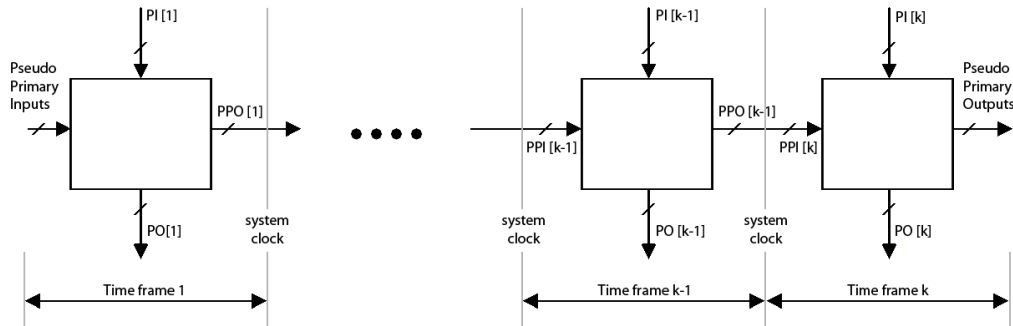 PI [1]
PI [k-1]
PI [k]
Pseudo
Primary
Inputs
PPO [1]
PPI [k-1]
PPO [k-1]
PPI [k]
Pseudo
Primary
Outputs
PO[1]
system
clock
system
clock
PO [k-1]
system
clock
PO [k]
Time frame 1
Time frame k-1
Time frame k